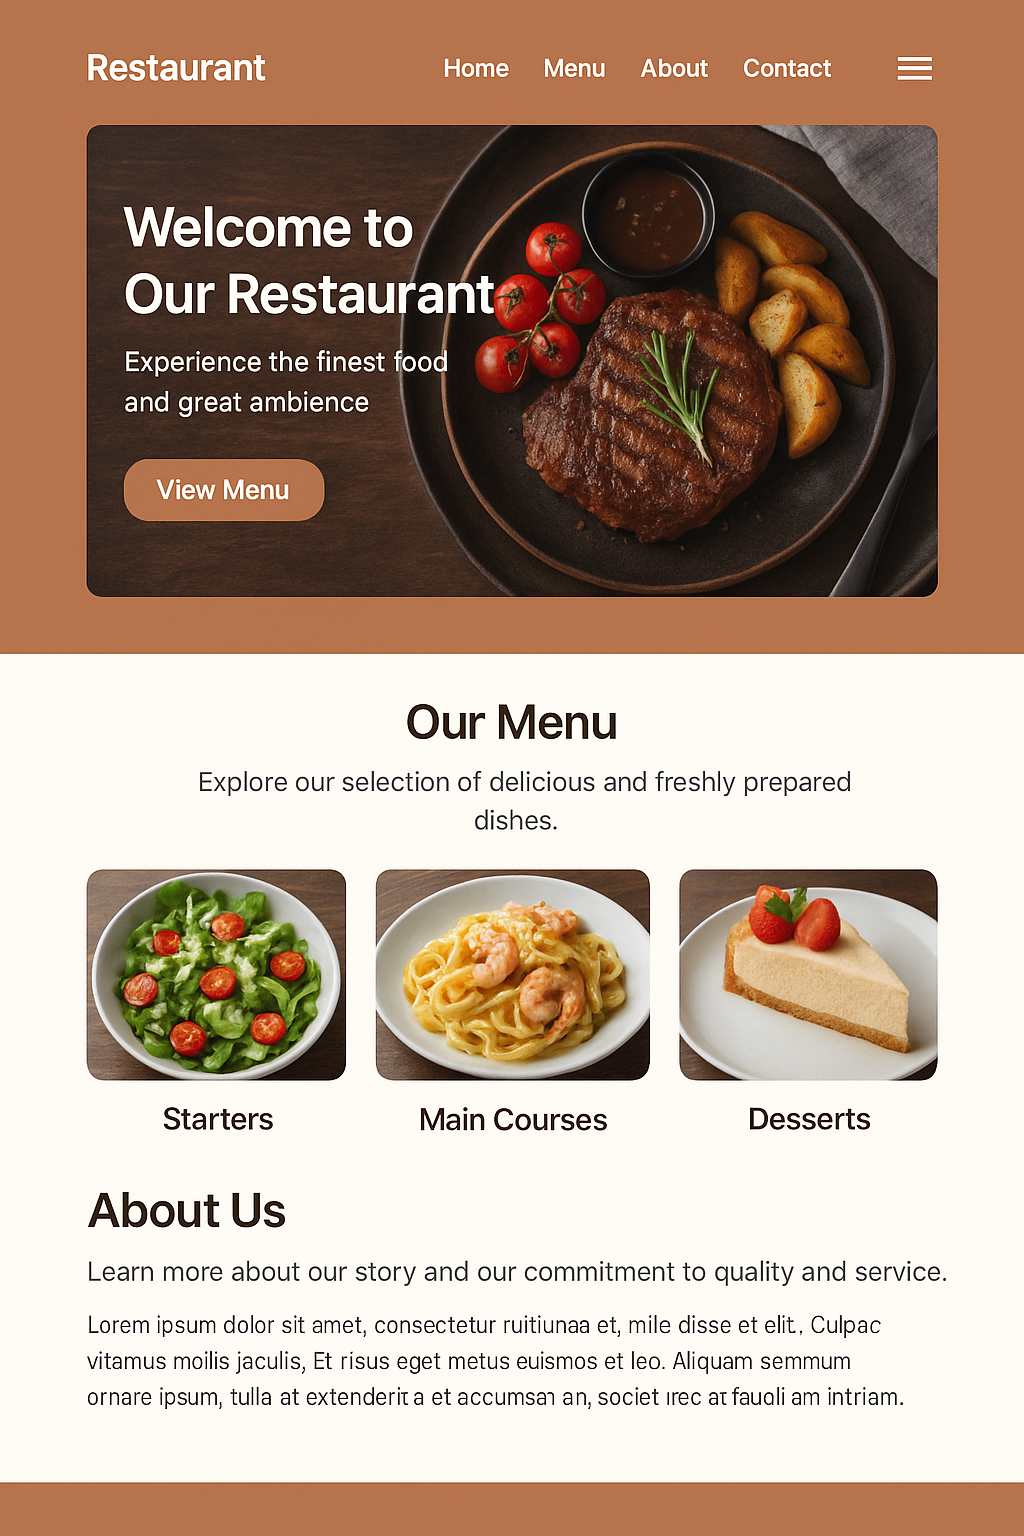 Restaurant
Home Menu About Contact
Welcome to
Our Restaurant
Experience the finest food
and great ambience
View Menu
Our Menu
Explore our selection of delicious and freshly prepared
dishes.
Starters
Main Courses
Desserts
About Us
Learn more about our story and our commitment to quality and service.
Lorem ipsum dolor sit amet, consectetur ruitiunaa et, mile disse et elit., Culpac
vitamus moilis jaculis, Et risus eget metus euismos et leo. Aliquam semmum
ornare ipsum, tulla at extenderit a et accumsan an, societ at am intriam.